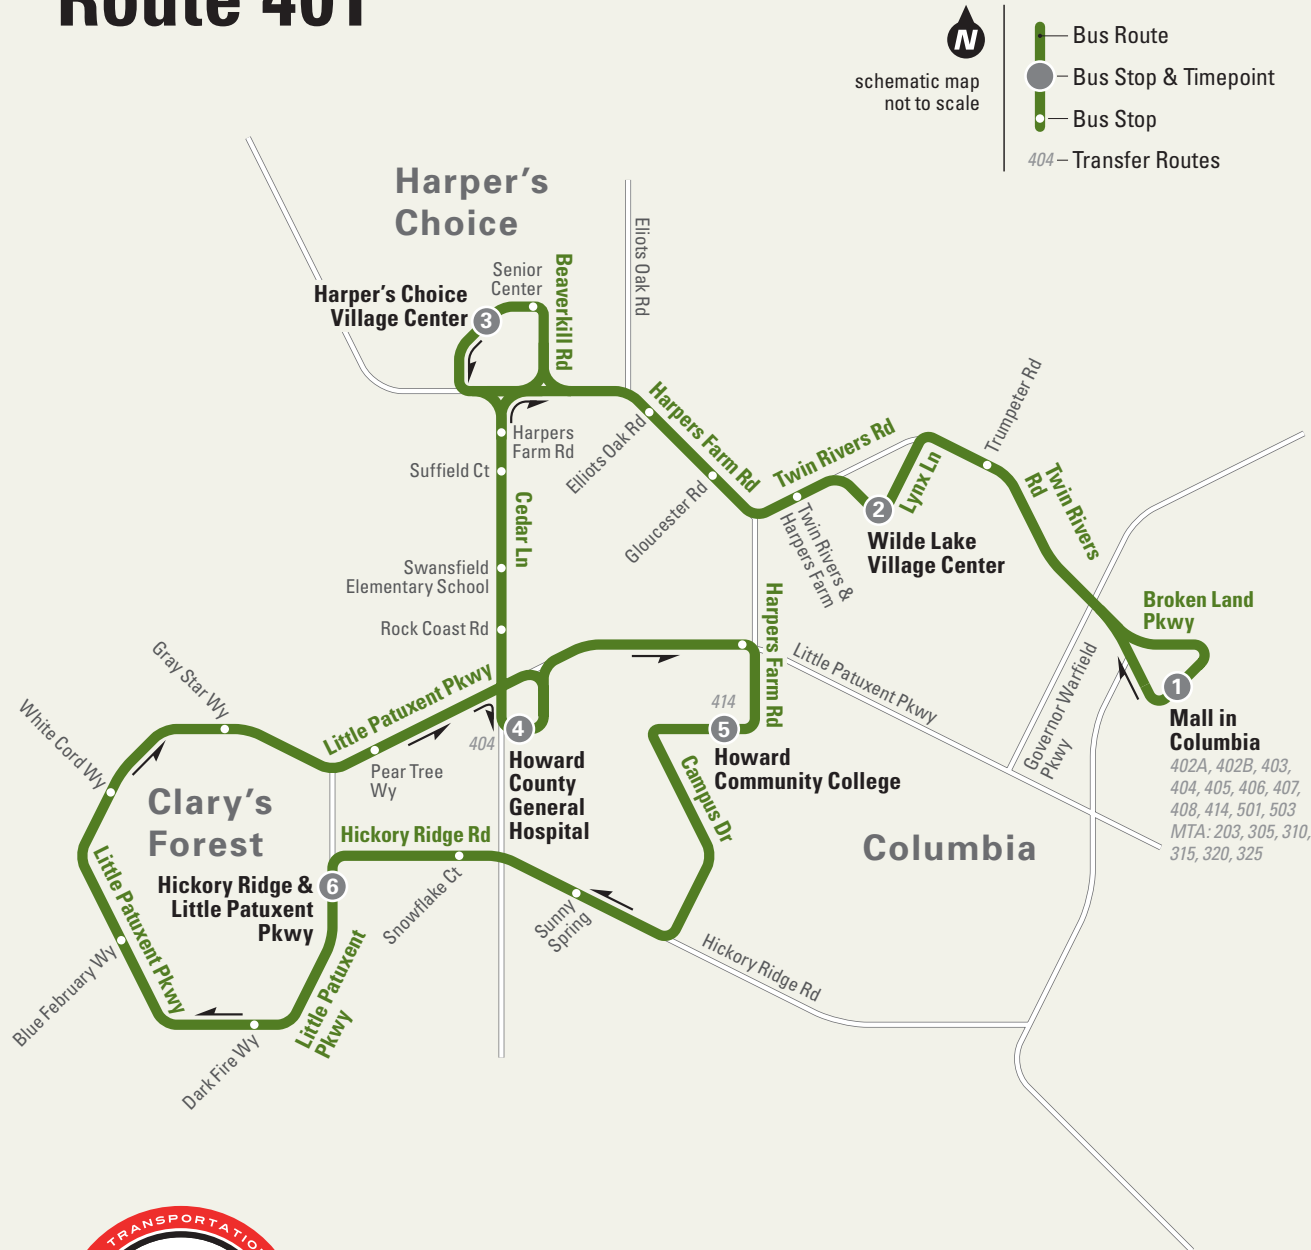 Route 401
N
schematic map
not to scale
Bus Route
Bus Stop & Timepoint
Bus Stop
404
Transfer Routes
Harper's
Choice
Senior
Center
Beaverkill Rd
Eliots Oak Rd
Harper's Choice
Village Center
3
Harpers
Farm Rd
Suffield Ct
Cedar Ln
Swansfield
Elementary School
Rock Coast Rd
Harpers Farm Rd
Elliots Oak Rd
Gloucester Rd
Twin Rivers Rd
Twin Rivers &
Harpers Farm
Lynx Ln
2
Wilde Lake
Village Center
Trumpeter Rd
Twin Rivers
Rd
Broken Land
Pkwy
1
Mall in
Columbia
402A, 402B, 403,
404, 405, 406, 407,
408, 414, 501, 503
MTA: 203, 305, 310,
315, 320, 325
Governor Warfield
Pkwy
Little Patuxent Pkwy
Harpers Farm Rd
414
5
Howard
Community College
Campus Dr
Columbia
404
4
Howard
County
General
Hospital
Little Patuxent Pkwy
Pear Tree
Wy
Gray Star Wy
White Cord Wy
Clary's
Forest
Hickory Ridge Rd
Hickory Ridge &
Little Patuxent
Pkwy
6
Snowflake Ct
Sunny
Spring
Hickory Ridge Rd
Little Patuxent Pkwy
Little Patuxent
Pkwy
Blue February Wy
Dark Fire Wy
TRANSPORTATIO